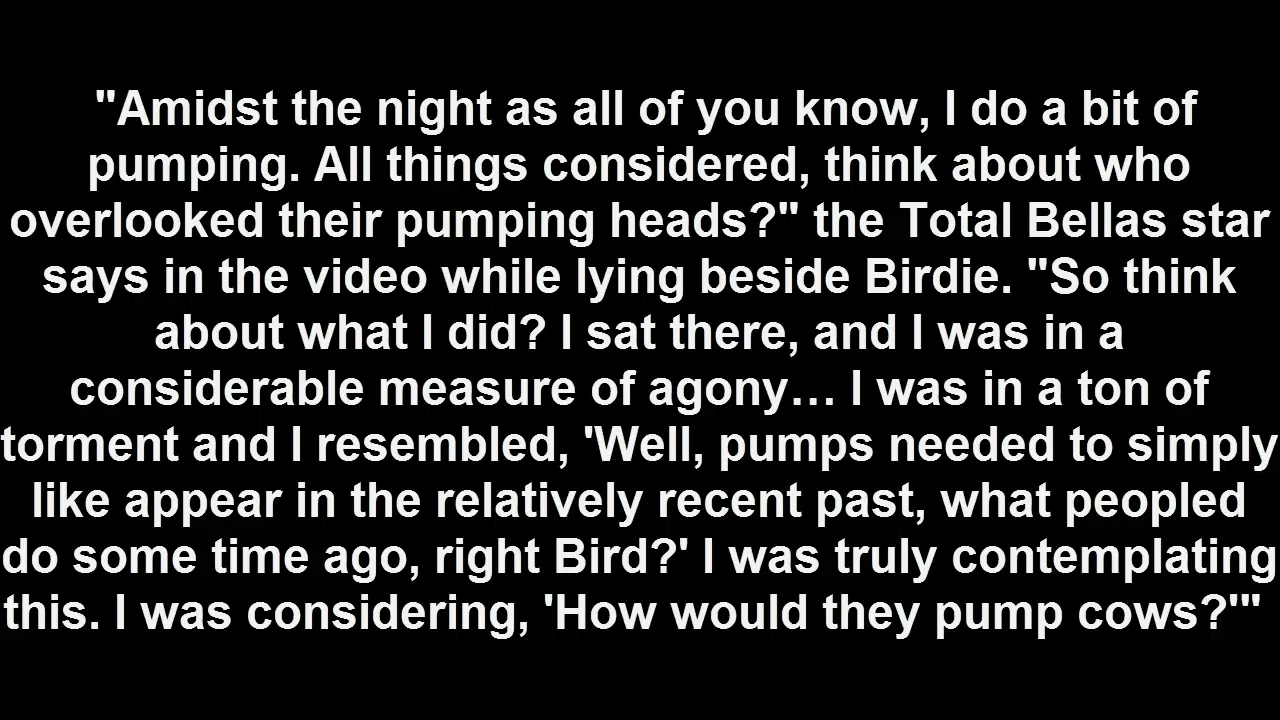 "Amidst the night as all of you know, I do a bit of
pumping. All things considered, think about who
overlooked their pumping heads?" the Total Bellas star
says in the video while lying beside Birdie. "So think
about what I did? I sat there, and I was in a
considerable measure of agony… I was in a ton of
torment and I resembled, 'Well, pumps needed to simply
like appear in the relatively recent past, what peopled
do some time ago, right Bird?' I was truly contemplating
this. I was considering, 'How would they pump cows?'"